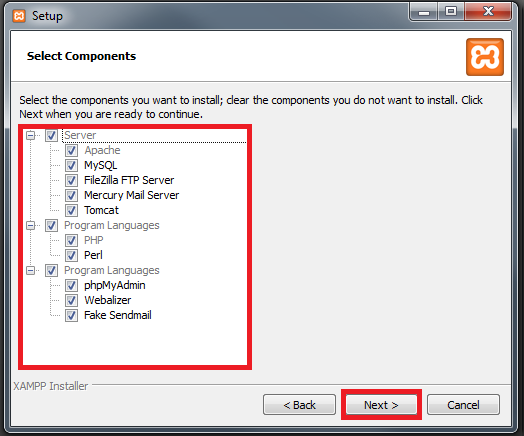 Setup
Select Components
Select the components you want to install; clear the components you do not want to install. Click
Next when you are ready to continue.
Server
Apache
MySQL
FileZilla FTP Server
Mercury Mail Server
Tomcat
Program Languages
PHP
Perl
Program Languages
phpMyAdmin
Webalizer
Fake Sendmail
XAMPP Installer
< Back
Next >
Cancel